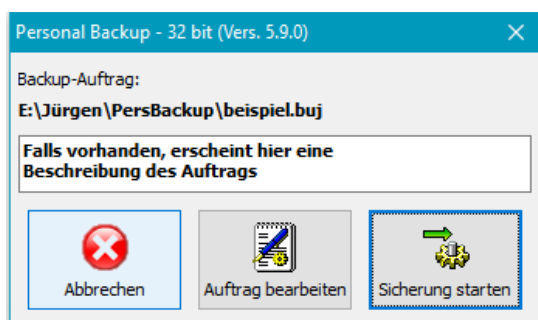 Personal Backup - 32 bit (Vers. 5.9.0)
Backup-Auftrag:
E:\Jürgen\PersBackup\beispiel.buj
Falls vorhanden, erscheint hier eine
Beschreibung des Auftrags
Abbrechen
Auftrag bearbeiten
Sicherung starten